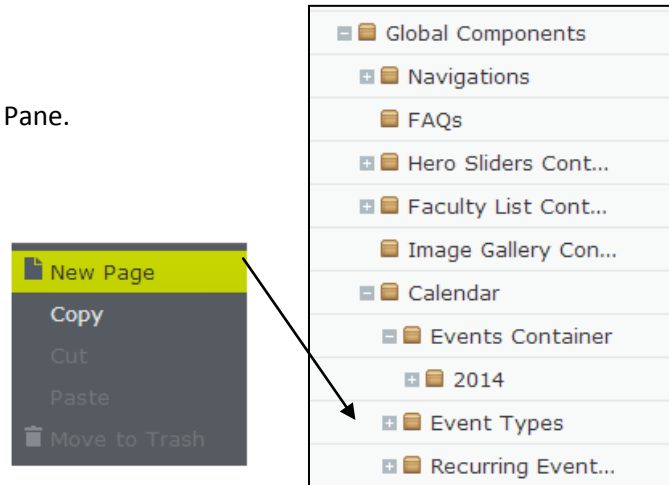 Pane.
New Page
Copy
Cut
Paste
Move to Trash
Global Components
Navigations
FAQs
Hero Sliders Cont...
Faculty List Cont...
Image Gallery Con...
Calendar
Events Container
2014
Event Types
Recurring Event...